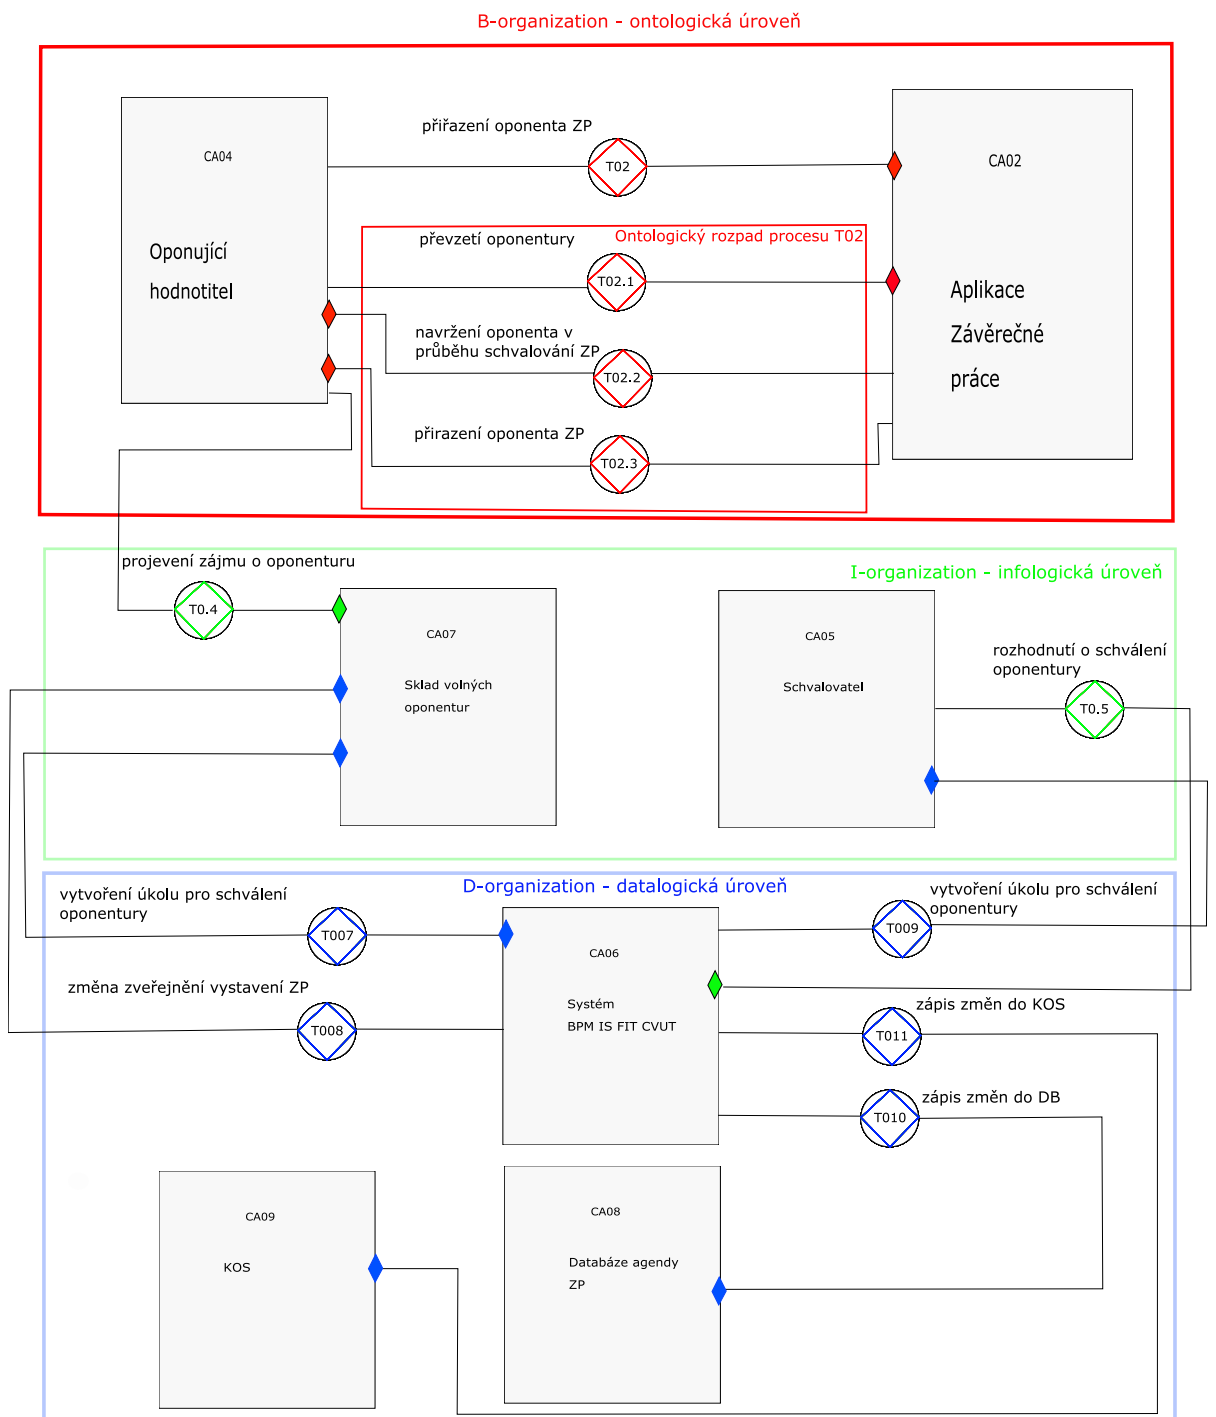 B-organization - ontologická úroveň
přiřazení oponenta ZP
CA04
T02
CA02
Oponující
hodnotitel
převzetí oponentury
Ontologický rozpad procesu T02
T02.1
Aplikace
Závěrečné
práce
navržení oponenta v
průběhu schvalování ZP
T02.2
přirazení oponenta ZP
T02.3
projevení zájmu o oponenturu
I-organization - infologická úroveň
T0.4
CA07
Sklad volných
oponentur
CA05
Schvalovatel
rozhodnutí o schválení
oponentury
T0.5
D-organization - datalogická úroveň
vytvoření úkolu pro schválení
oponentury
T007
vytvoření úkolu pro schválení
oponentury
T009
CA06
Systém
BPM IS FIT CVUT
změna zveřejnění vystavení ZP
T008
zápis změn do KOS
T011
zápis změn do DB
T010
CA09
KOS
CA08
Databáze agendy
ZP